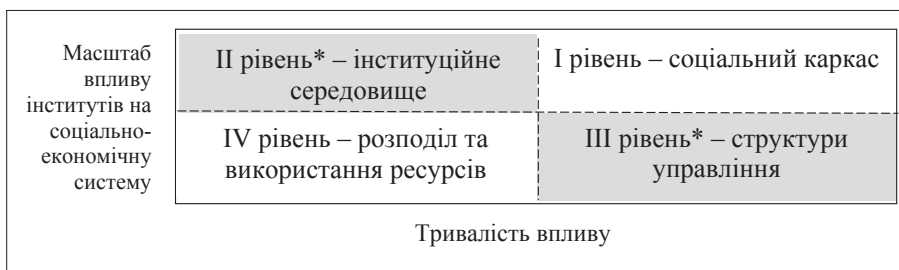 Масштаб
впливу
інститутів на
соціально-
економічну
систему
II рівень* – інституційне
середовище
I рівень – соціальний каркас
IV рівень – розподіл та
використання ресурсів
III рівень* – структури
управління
Тривалість впливу